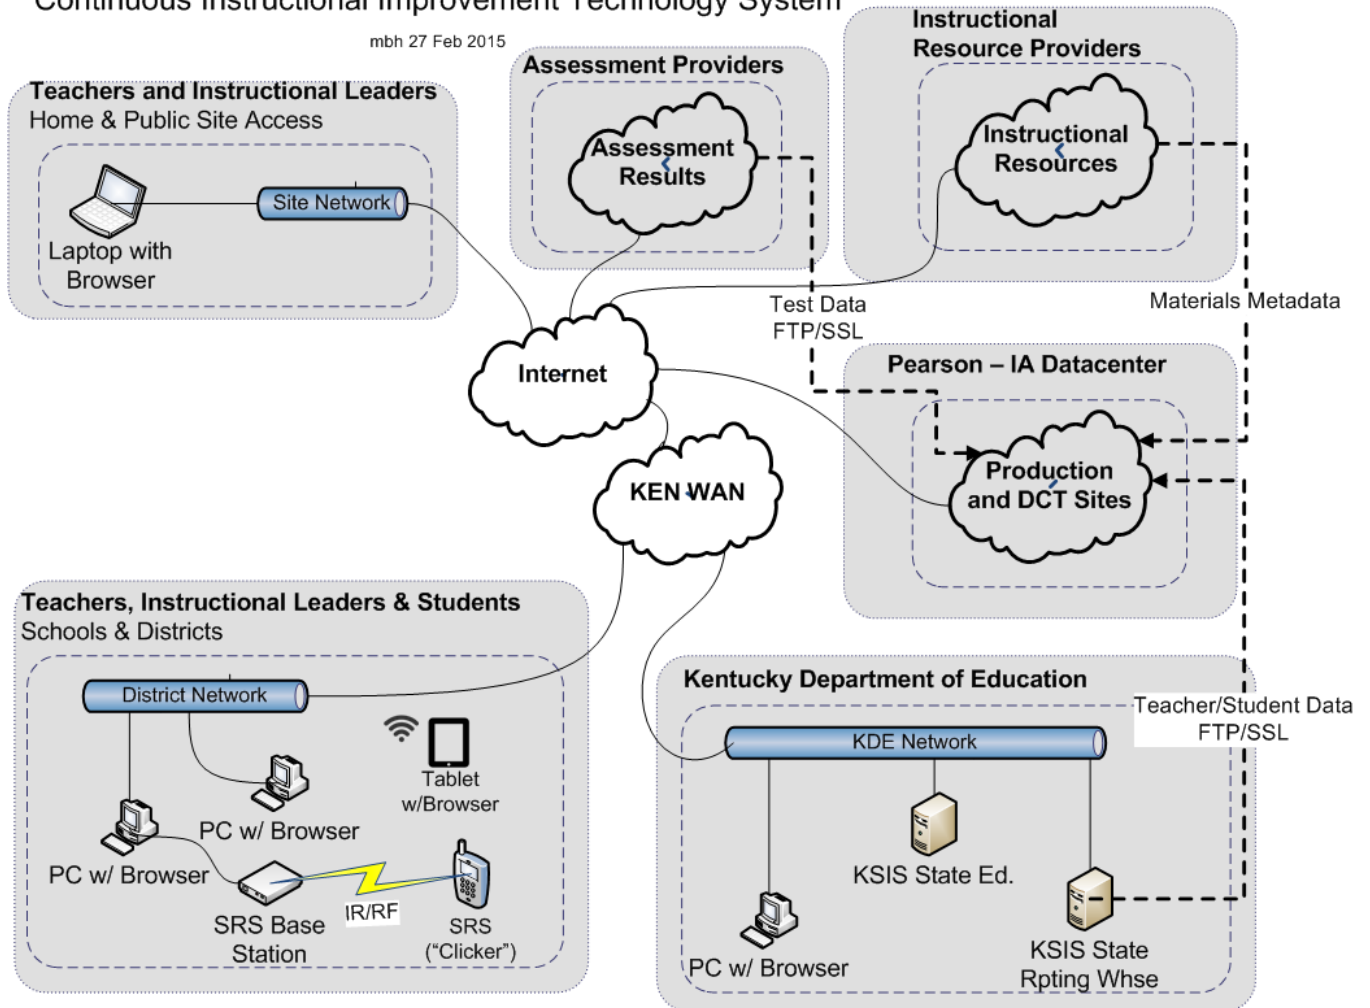 Continuous Instructional Improvement Technology System
mbh 27 Feb 2015
Teachers and Instructional Leaders
Home & Public Site Access
Laptop with
Browser
Site Network
Assessment Providers
Assessment
Results
Instructional
Resource Providers
Instructional
Resources
Test Data
FTP/SSL
Materials Metadata
Internet
KEN WAN
Pearson – IA Datacenter
Production
and DCT Sites
Teachers, Instructional Leaders & Students
Schools & Districts
District Network
PC w/ Browser
PC w/ Browser
Tablet
w/Browser
SRS Base
Station
IR/RF
SRS
(“Clicker”)
Kentucky Department of Education
Teacher/Student Data
FTP/SSL
KDE Network
PC w/ Browser
KSIS State Ed.
KSIS State
Rpting Whse